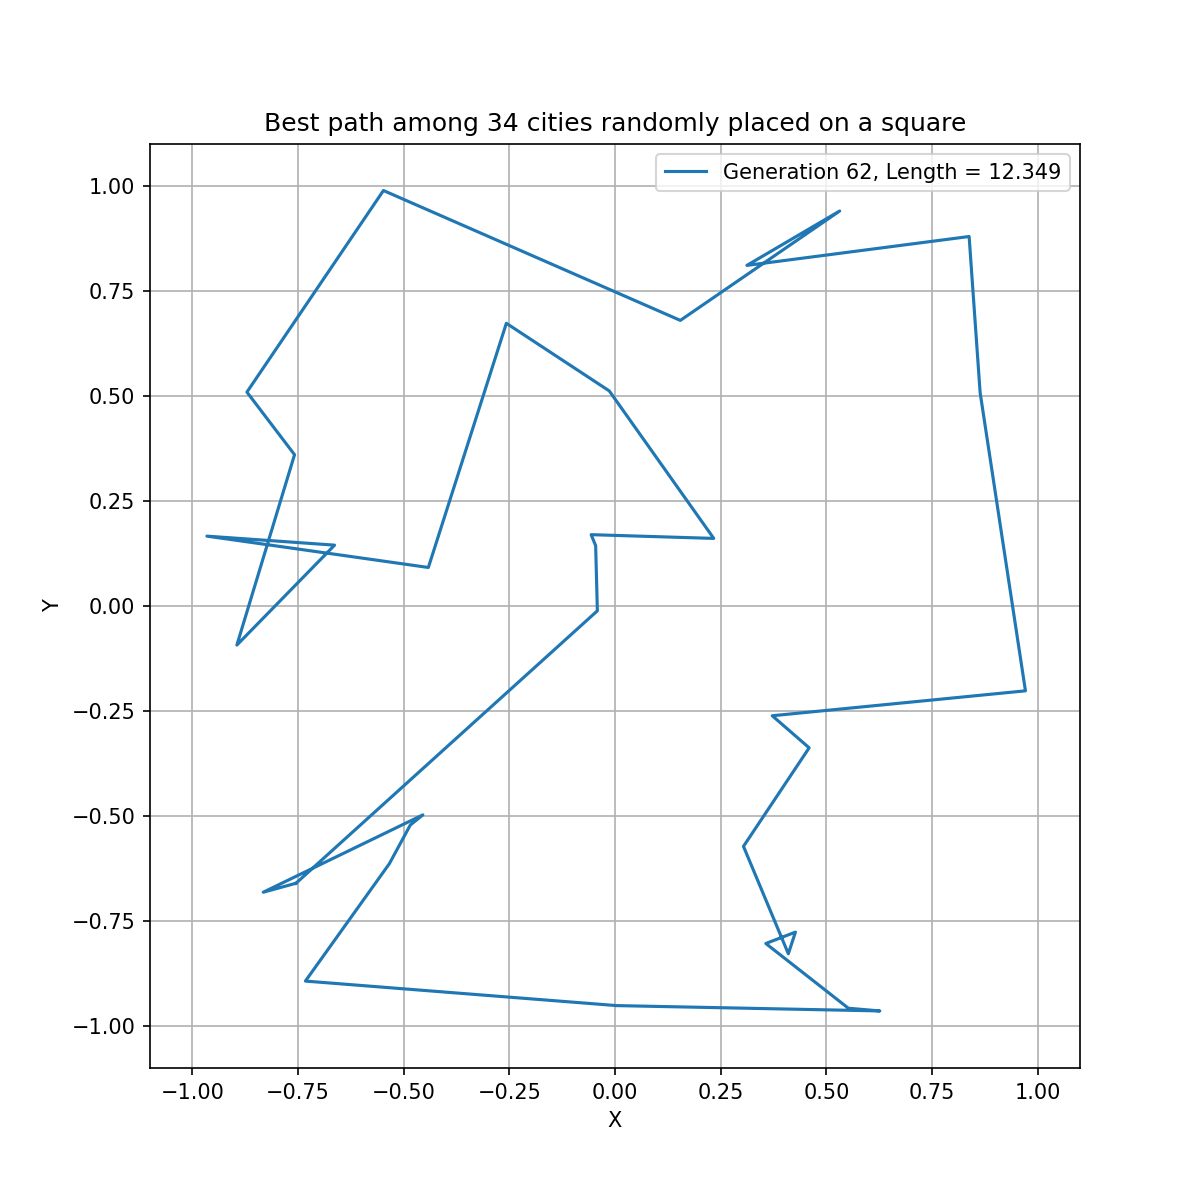 Best path among 34 cities randomly placed on a square
Generation 62, Length = 12.349
1.00
0.75
0.50
0.25
0.00
−0.25
−0.50
−0.75
−1.00
Y
−1.00 −0.75 −0.50 −0.25 0.00 0.25 0.50 0.75 1.00
X